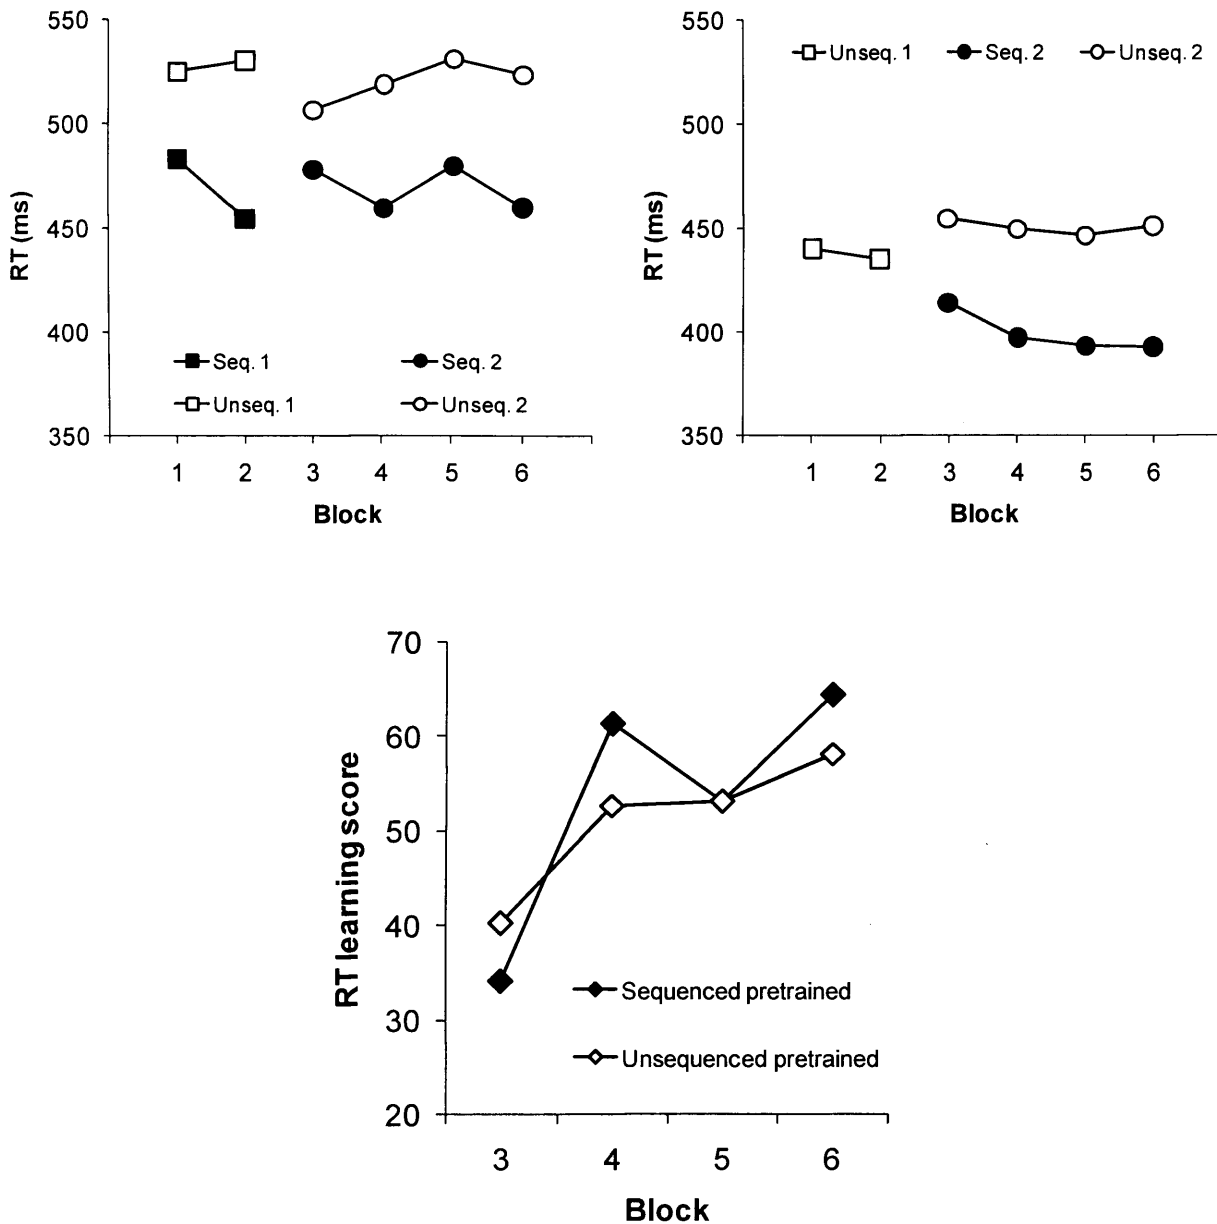 550
500
450
400
350
RT (ms)
Seq. 1
Seq. 2
Unseq. 1
Unseq. 2
1 2 3 4 5 6
Block
550
500
450
400
350
RT (ms)
Unseq. 1 Seq. 2 Unseq. 2
1 2 3 4 5 6
Block
70
60
50
40
30
20
RT learning score
Sequenced pretrained
Unsequenced pretrained
3 4 5 6
Block